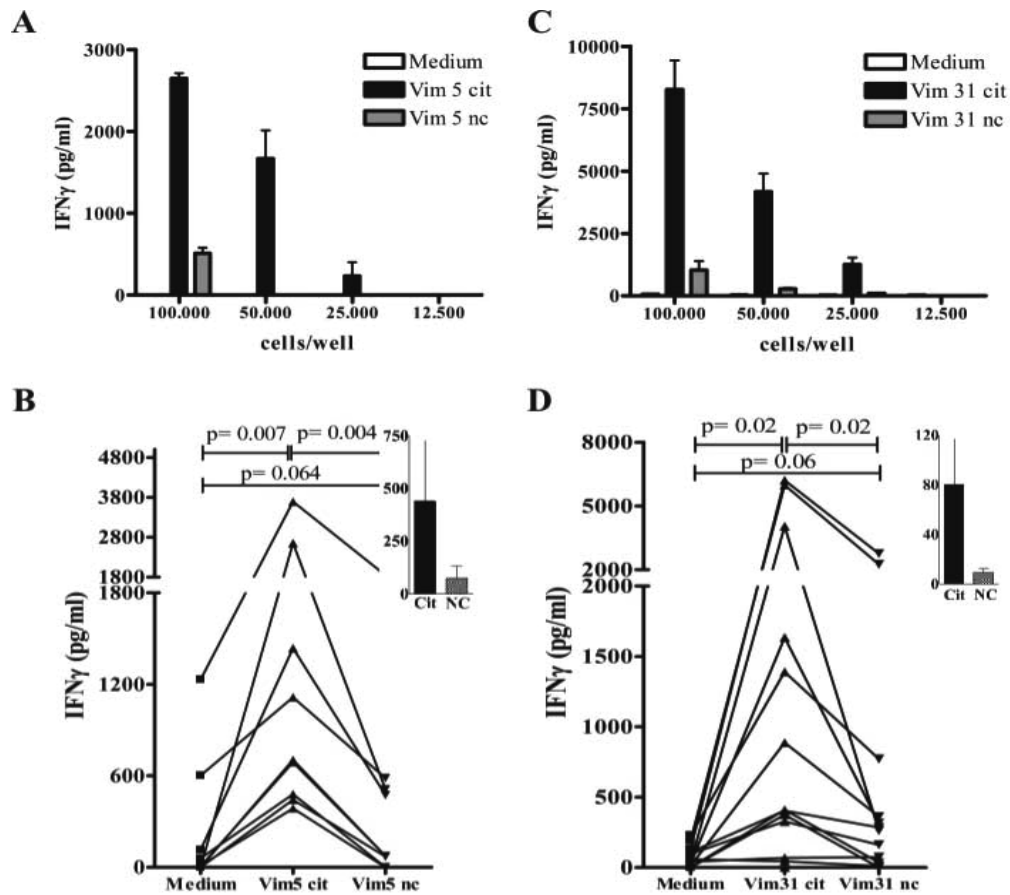 A
3000
2000
1000
0
IFNγ (pg/ml)
Medium
Vim 5 cit
Vim 5 nc
100.000 50.000 25.000 12.500
cells/well
C
10000
7500
5000
2500
0
IFNγ (pg/ml)
Medium
Vim 31 cit
Vim 31 nc
100.000 50.000 25.000 12.500
cells/well
B
p= 0.007 p= 0.004
p= 0.064
4800
3800
2800
1800
1800
1200
600
0
IFNγ (pg/ml)
750
500
250
0
Cit NC
Medium Vim5 cit Vim5 nc
D
p= 0.02 p= 0.02
p= 0.06
8000
6000
2000
2000
1500
1000
500
0
IFNγ (pg/ml)
120
80
40
0
Cit NC
Medium Vim31 cit Vim31 nc